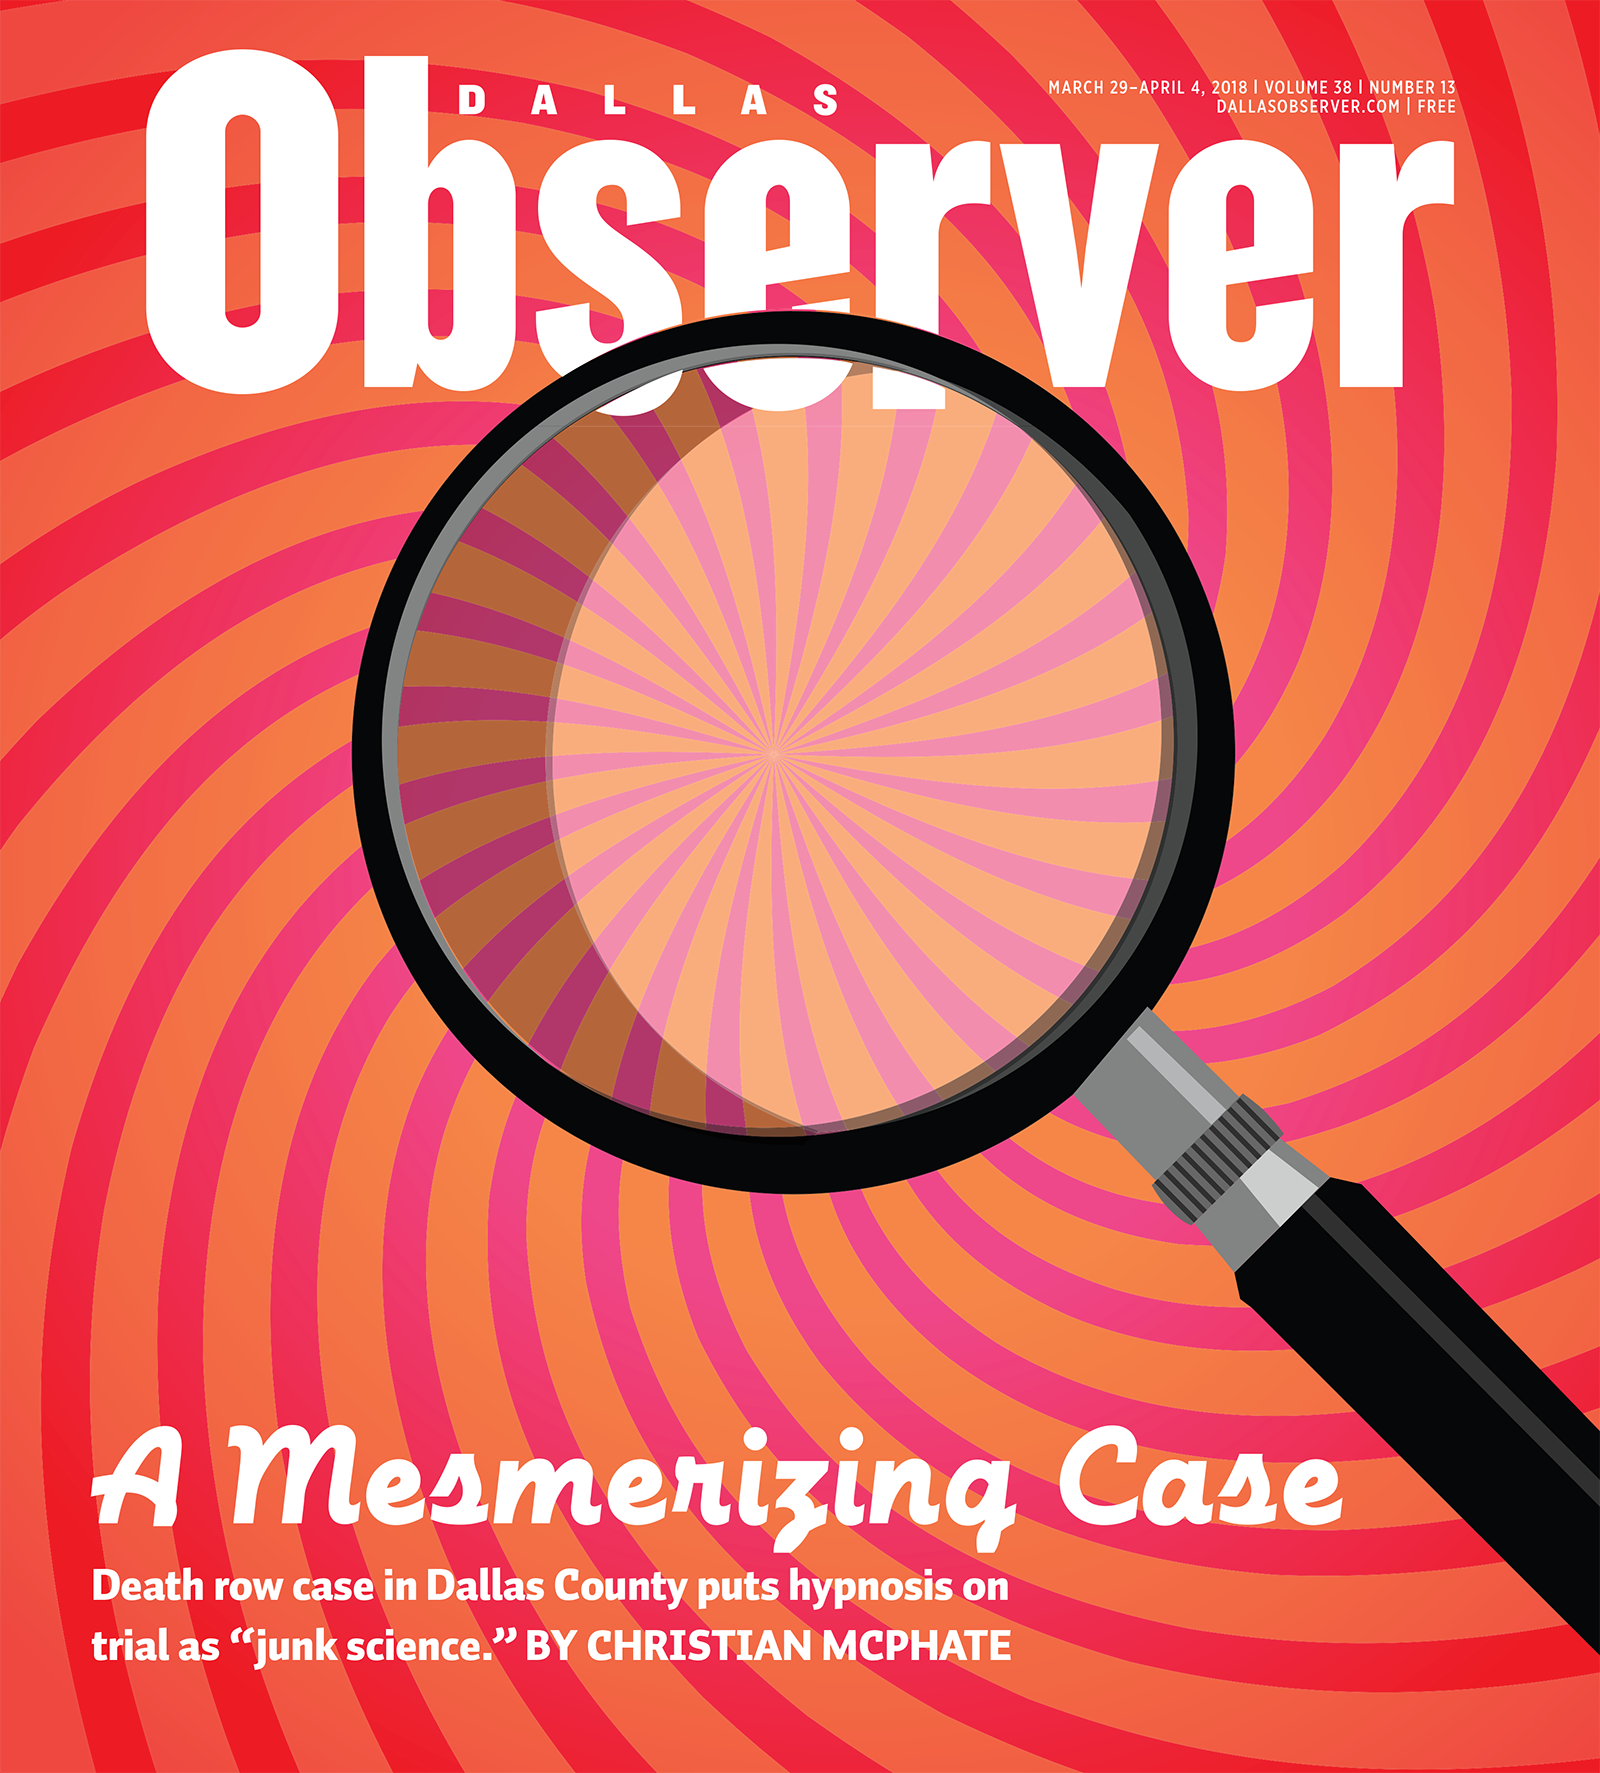 DALLAS
MARCH 29–APRIL 4, 2018 | VOLUME 38 | NUMBER 13
DALLASOBSERVER.COM | FREE
Observer
A Mesmerizing Case
Death row case in Dallas County puts hypnosis on
trial as “junk science.” BY CHRISTIAN MCPHATE